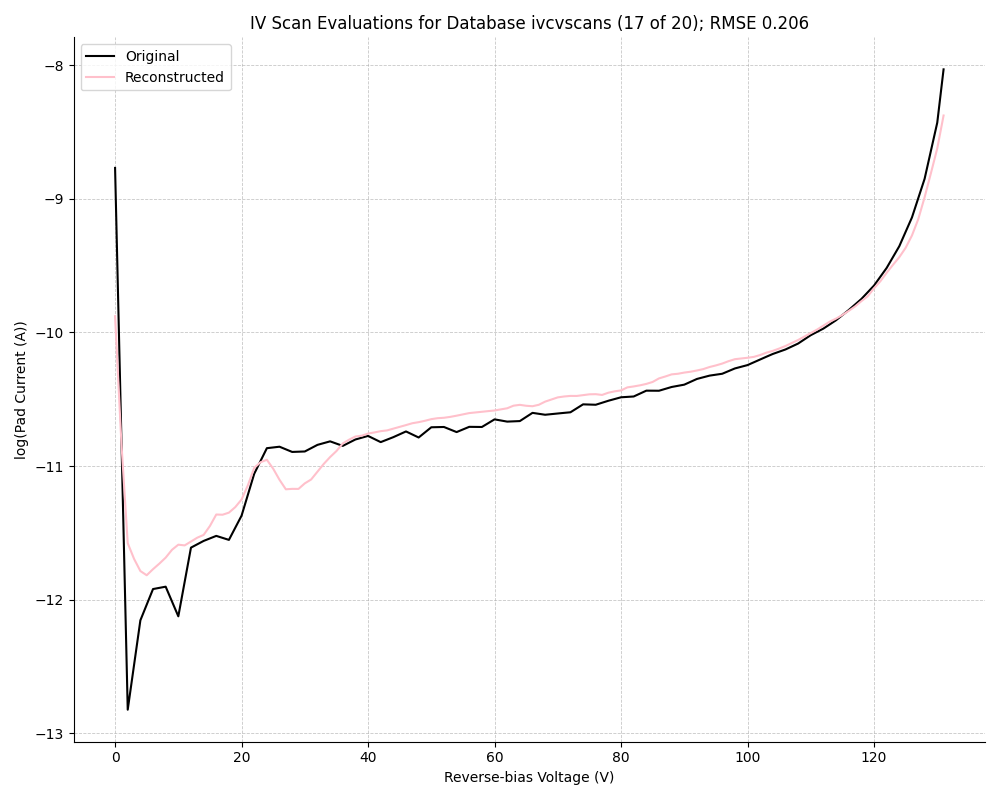 IV Scan Evaluations for Database ivcvscans (17 of 20); RMSE 0.206
Original
Reconstructed
−8
−9
−10
−11
−12
−13
log(Pad Current (A))
0 20 40 60 80 100 120
Reverse-bias Voltage (V)